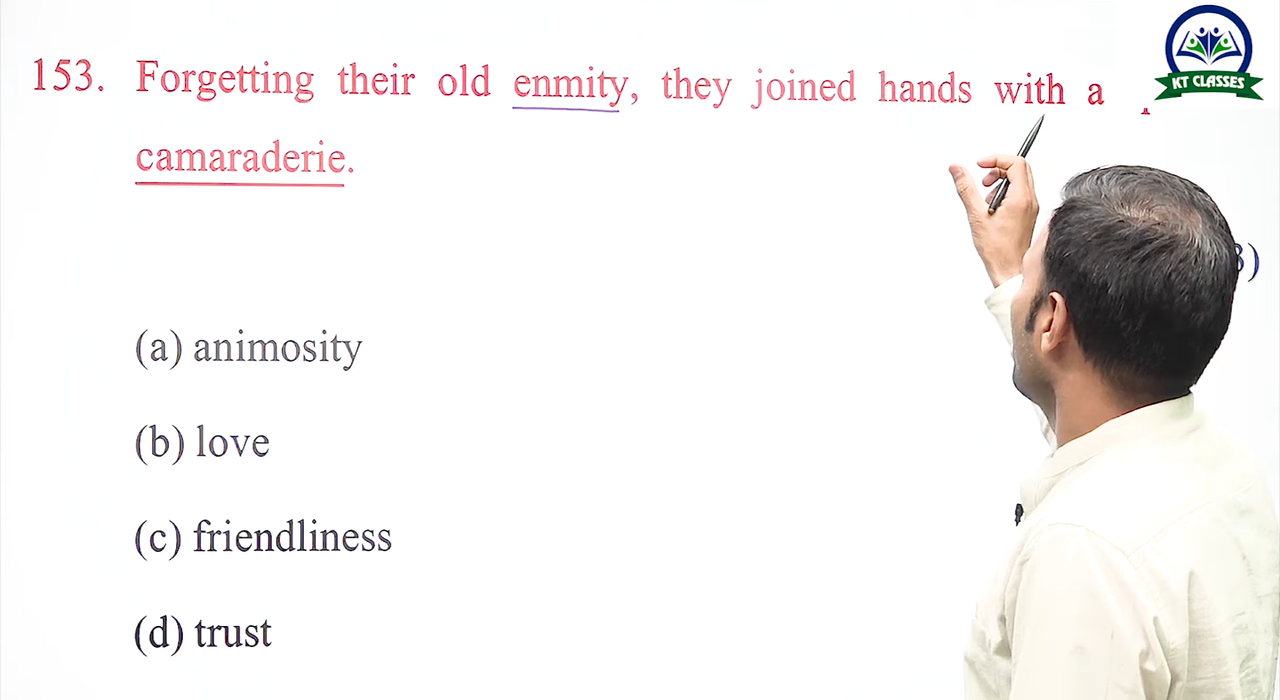 153. Forgetting their old enmity, they joined hands with a
camaraderie.
(a) animosity
(b) love
(c) friendliness
(d) trust
KT CLASSES